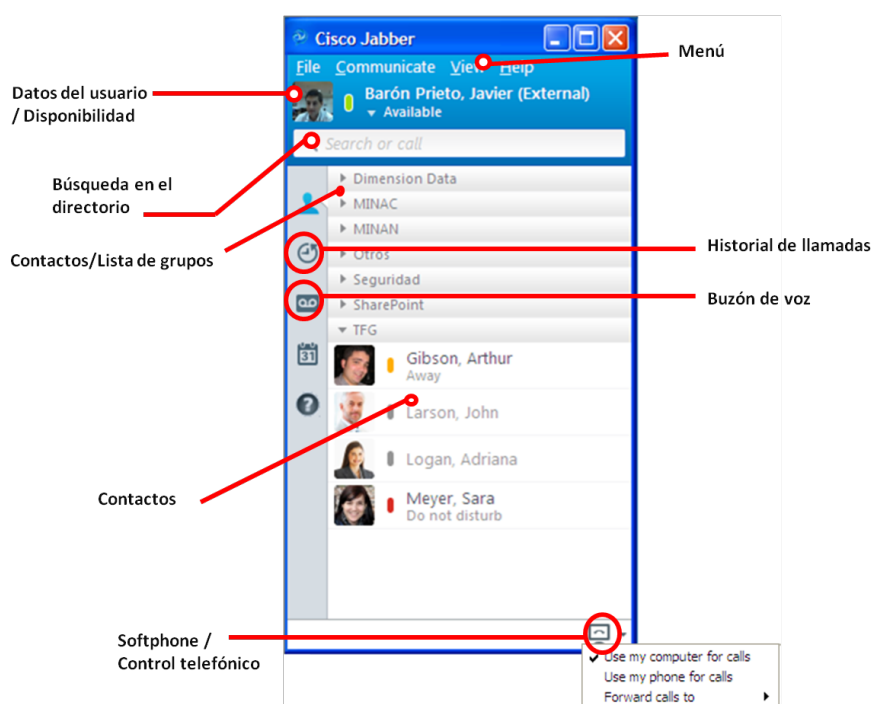 Cisco Jabber
File Communicate View Help
Menú
Datos del usuario
/ Disponibilidad
Barón Prieto, Javier (External)
Available
Search or call
Búsqueda en el
directorio
Dimension Data
MINAC
MINAN
Contactos/Lista de grupos
Otros
Historial de llamadas
Seguridad
SharePoint
Buzón de voz
TFG
31
Gibson, Arthur
Away
?
Larson, John
Logan, Adriana
Contactos
Meyer, Sara
Do not disturb
Softphone /
Control telefónico
Use my computer for calls
Use my phone for calls
Forward calls to